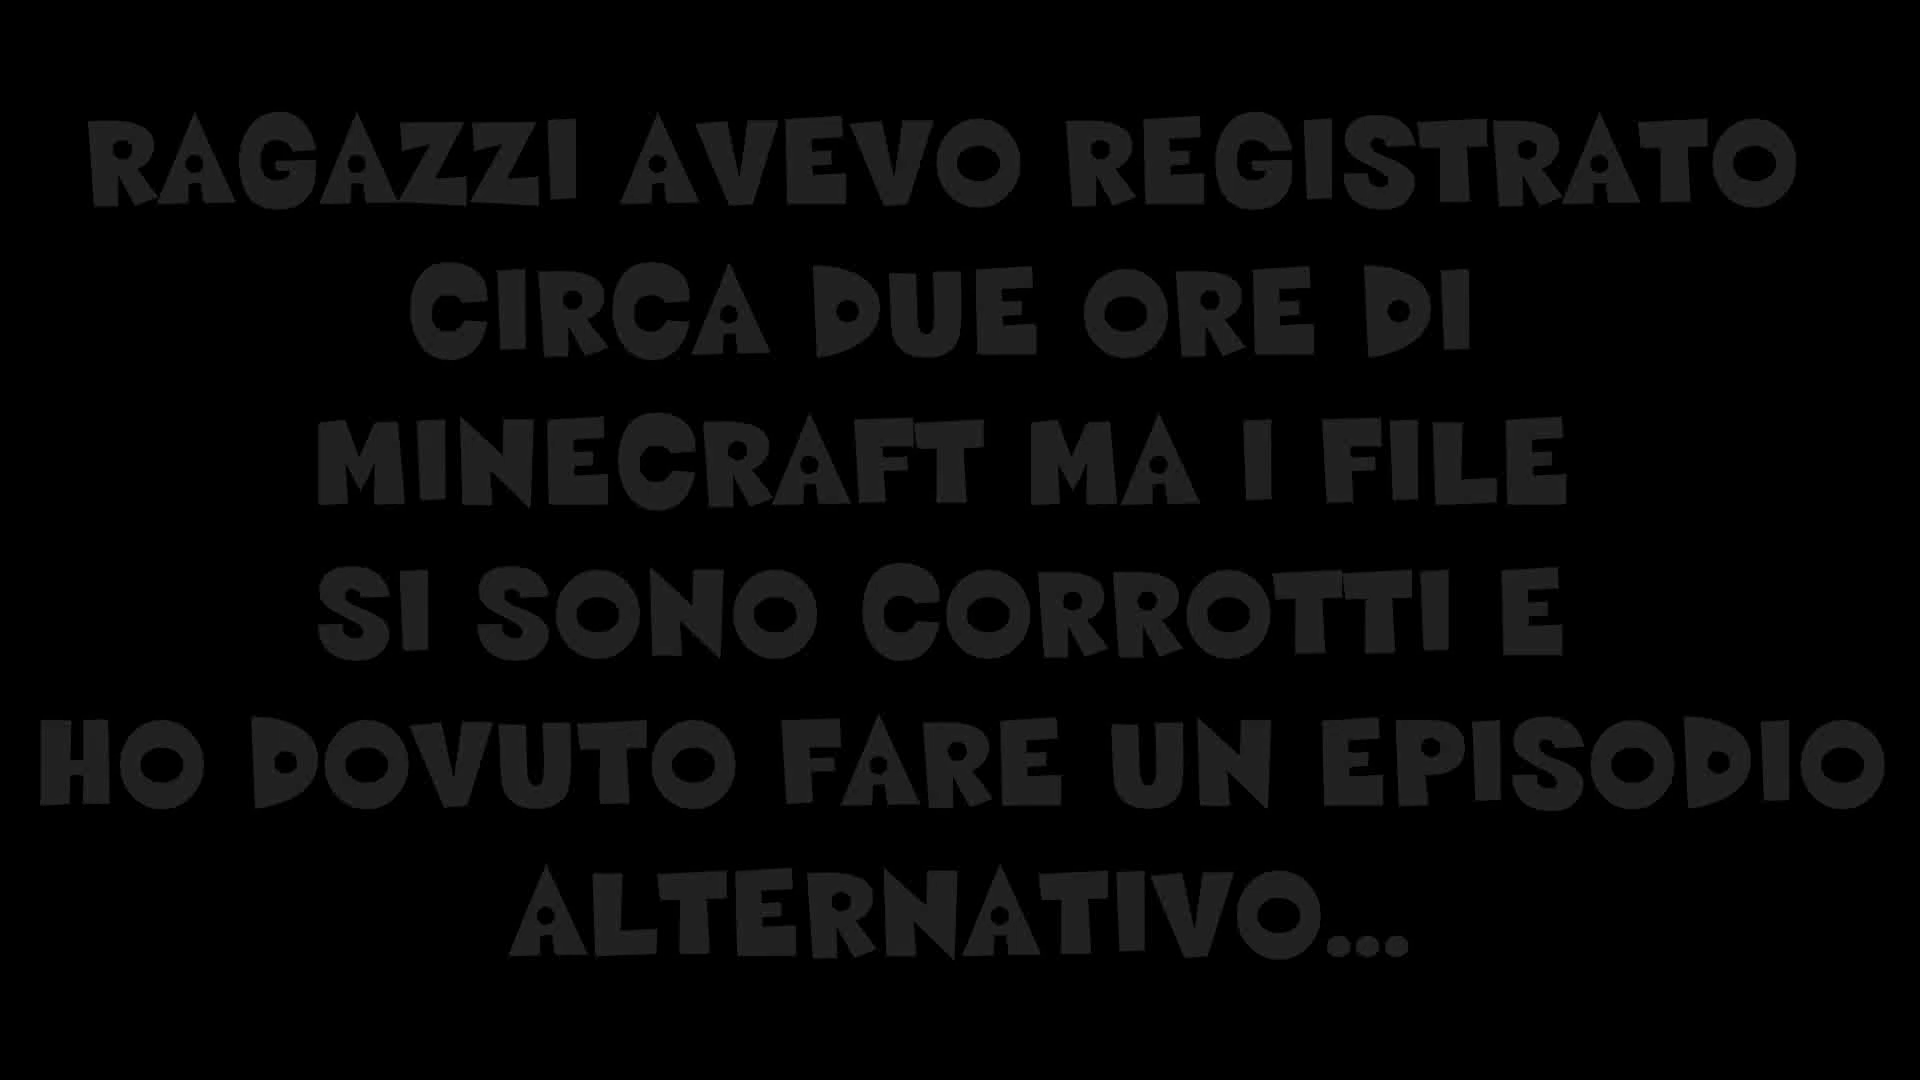 RAGAZZI AVEVO REGISTRATO
CIRCA DUE ORE DI
MINECRAFT MA I FILE
SI SONO CORROTTI E
HO DOVUTO FARE UN EPISODIO
ALTERNATIVO...